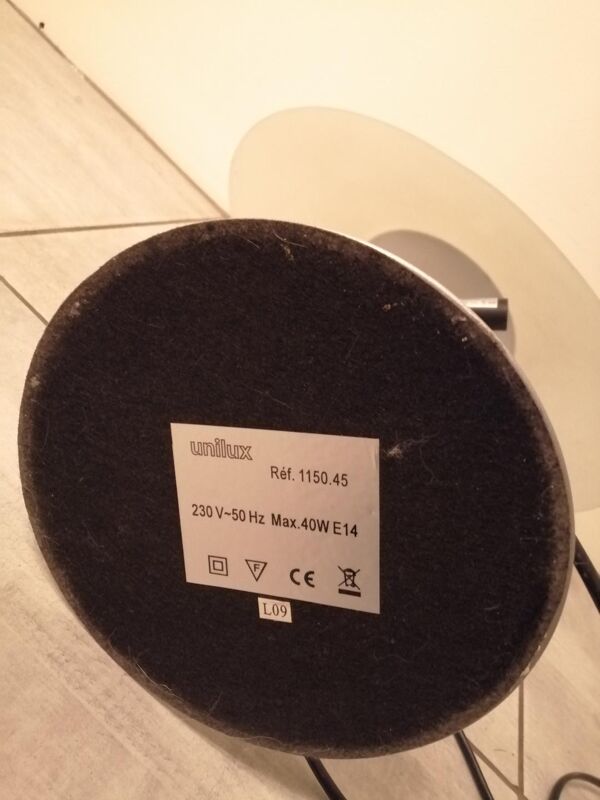 unilux
Réf. 1150.45
230 V~50 Hz Max.40W E14
F CE
L09